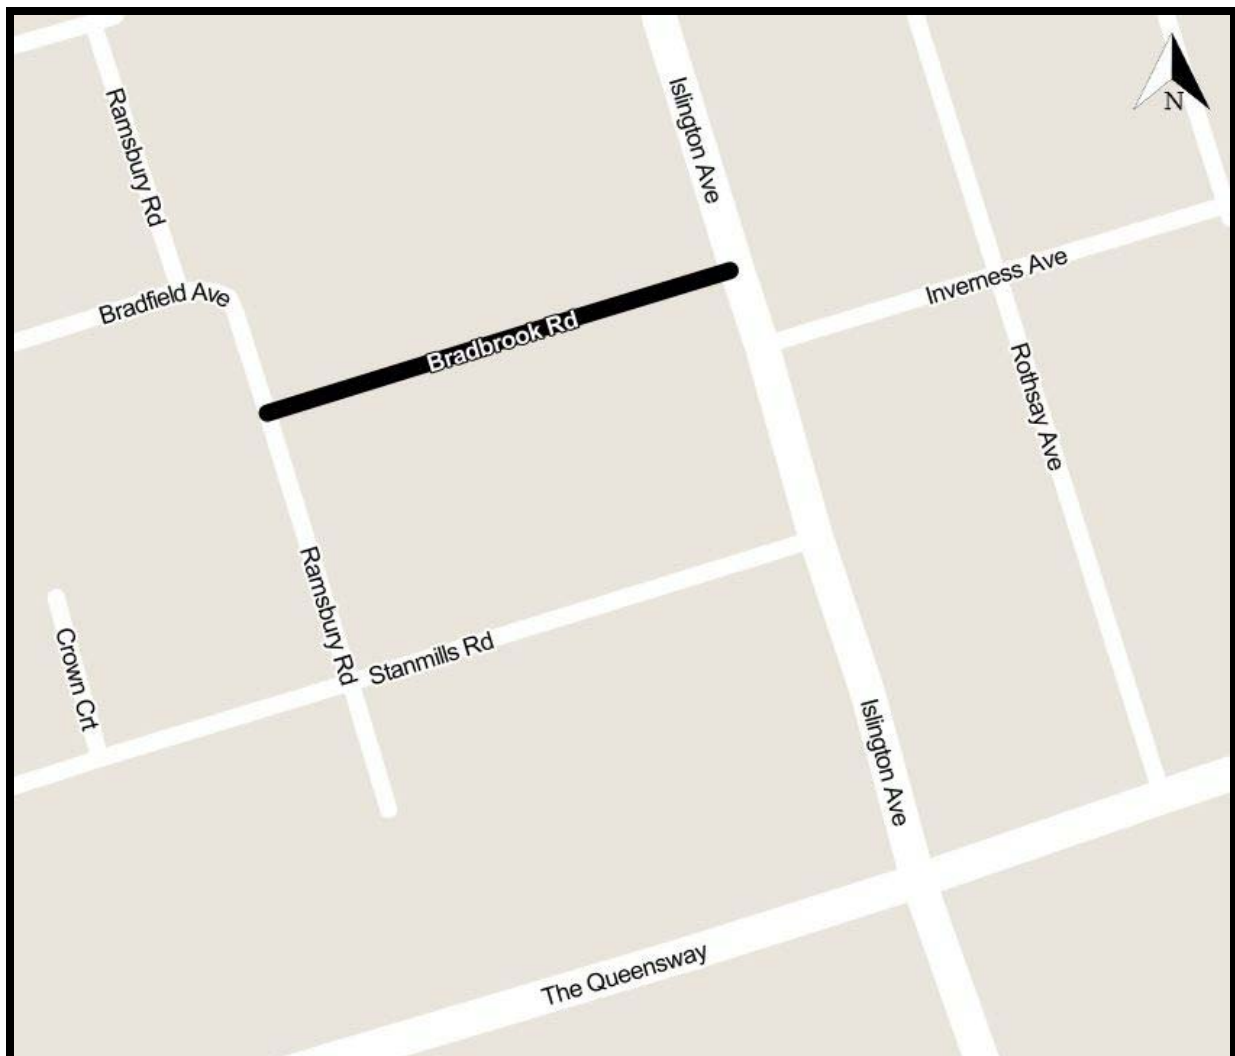 Ramsbury Rd
Islington Ave
N
Bradfield Ave
Inverness Ave
Bradbrook Rd
Rothsay Ave
Ramsbury Rd
Stanmills Rd
Crown Crt
Islington Ave
The Queensway